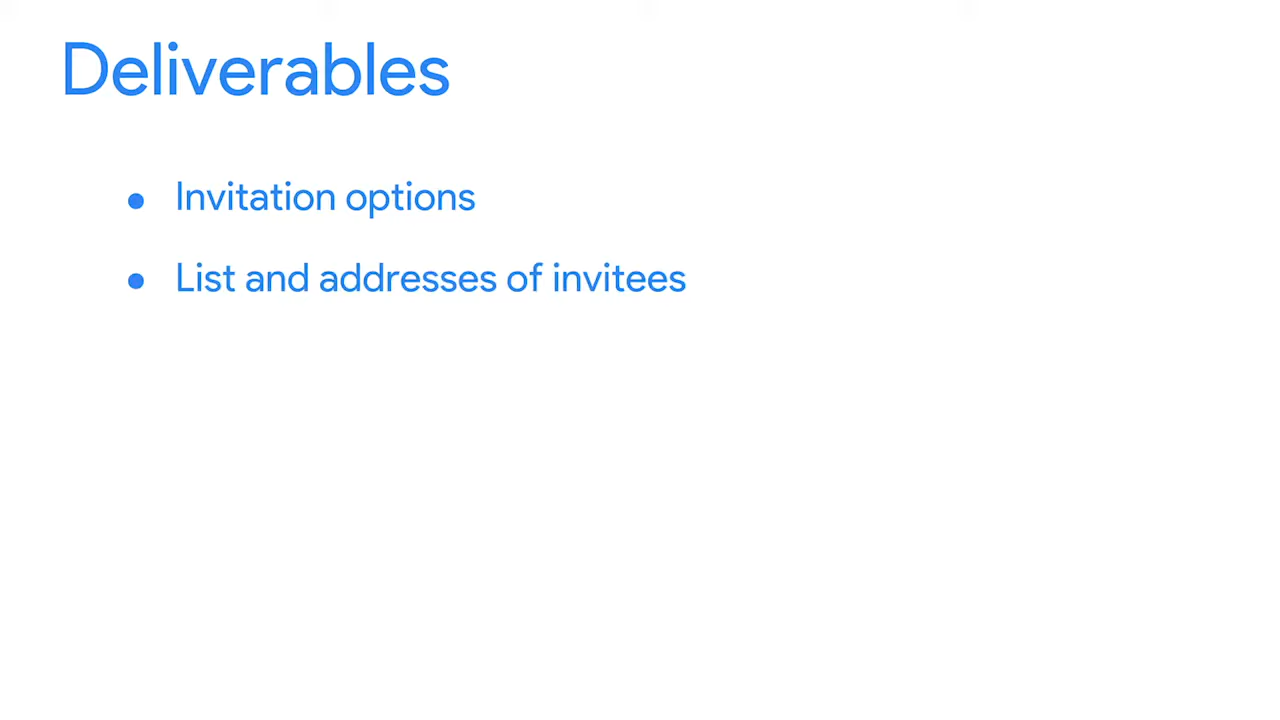 Deliverables
● Invitation options
● List and addresses of invitees